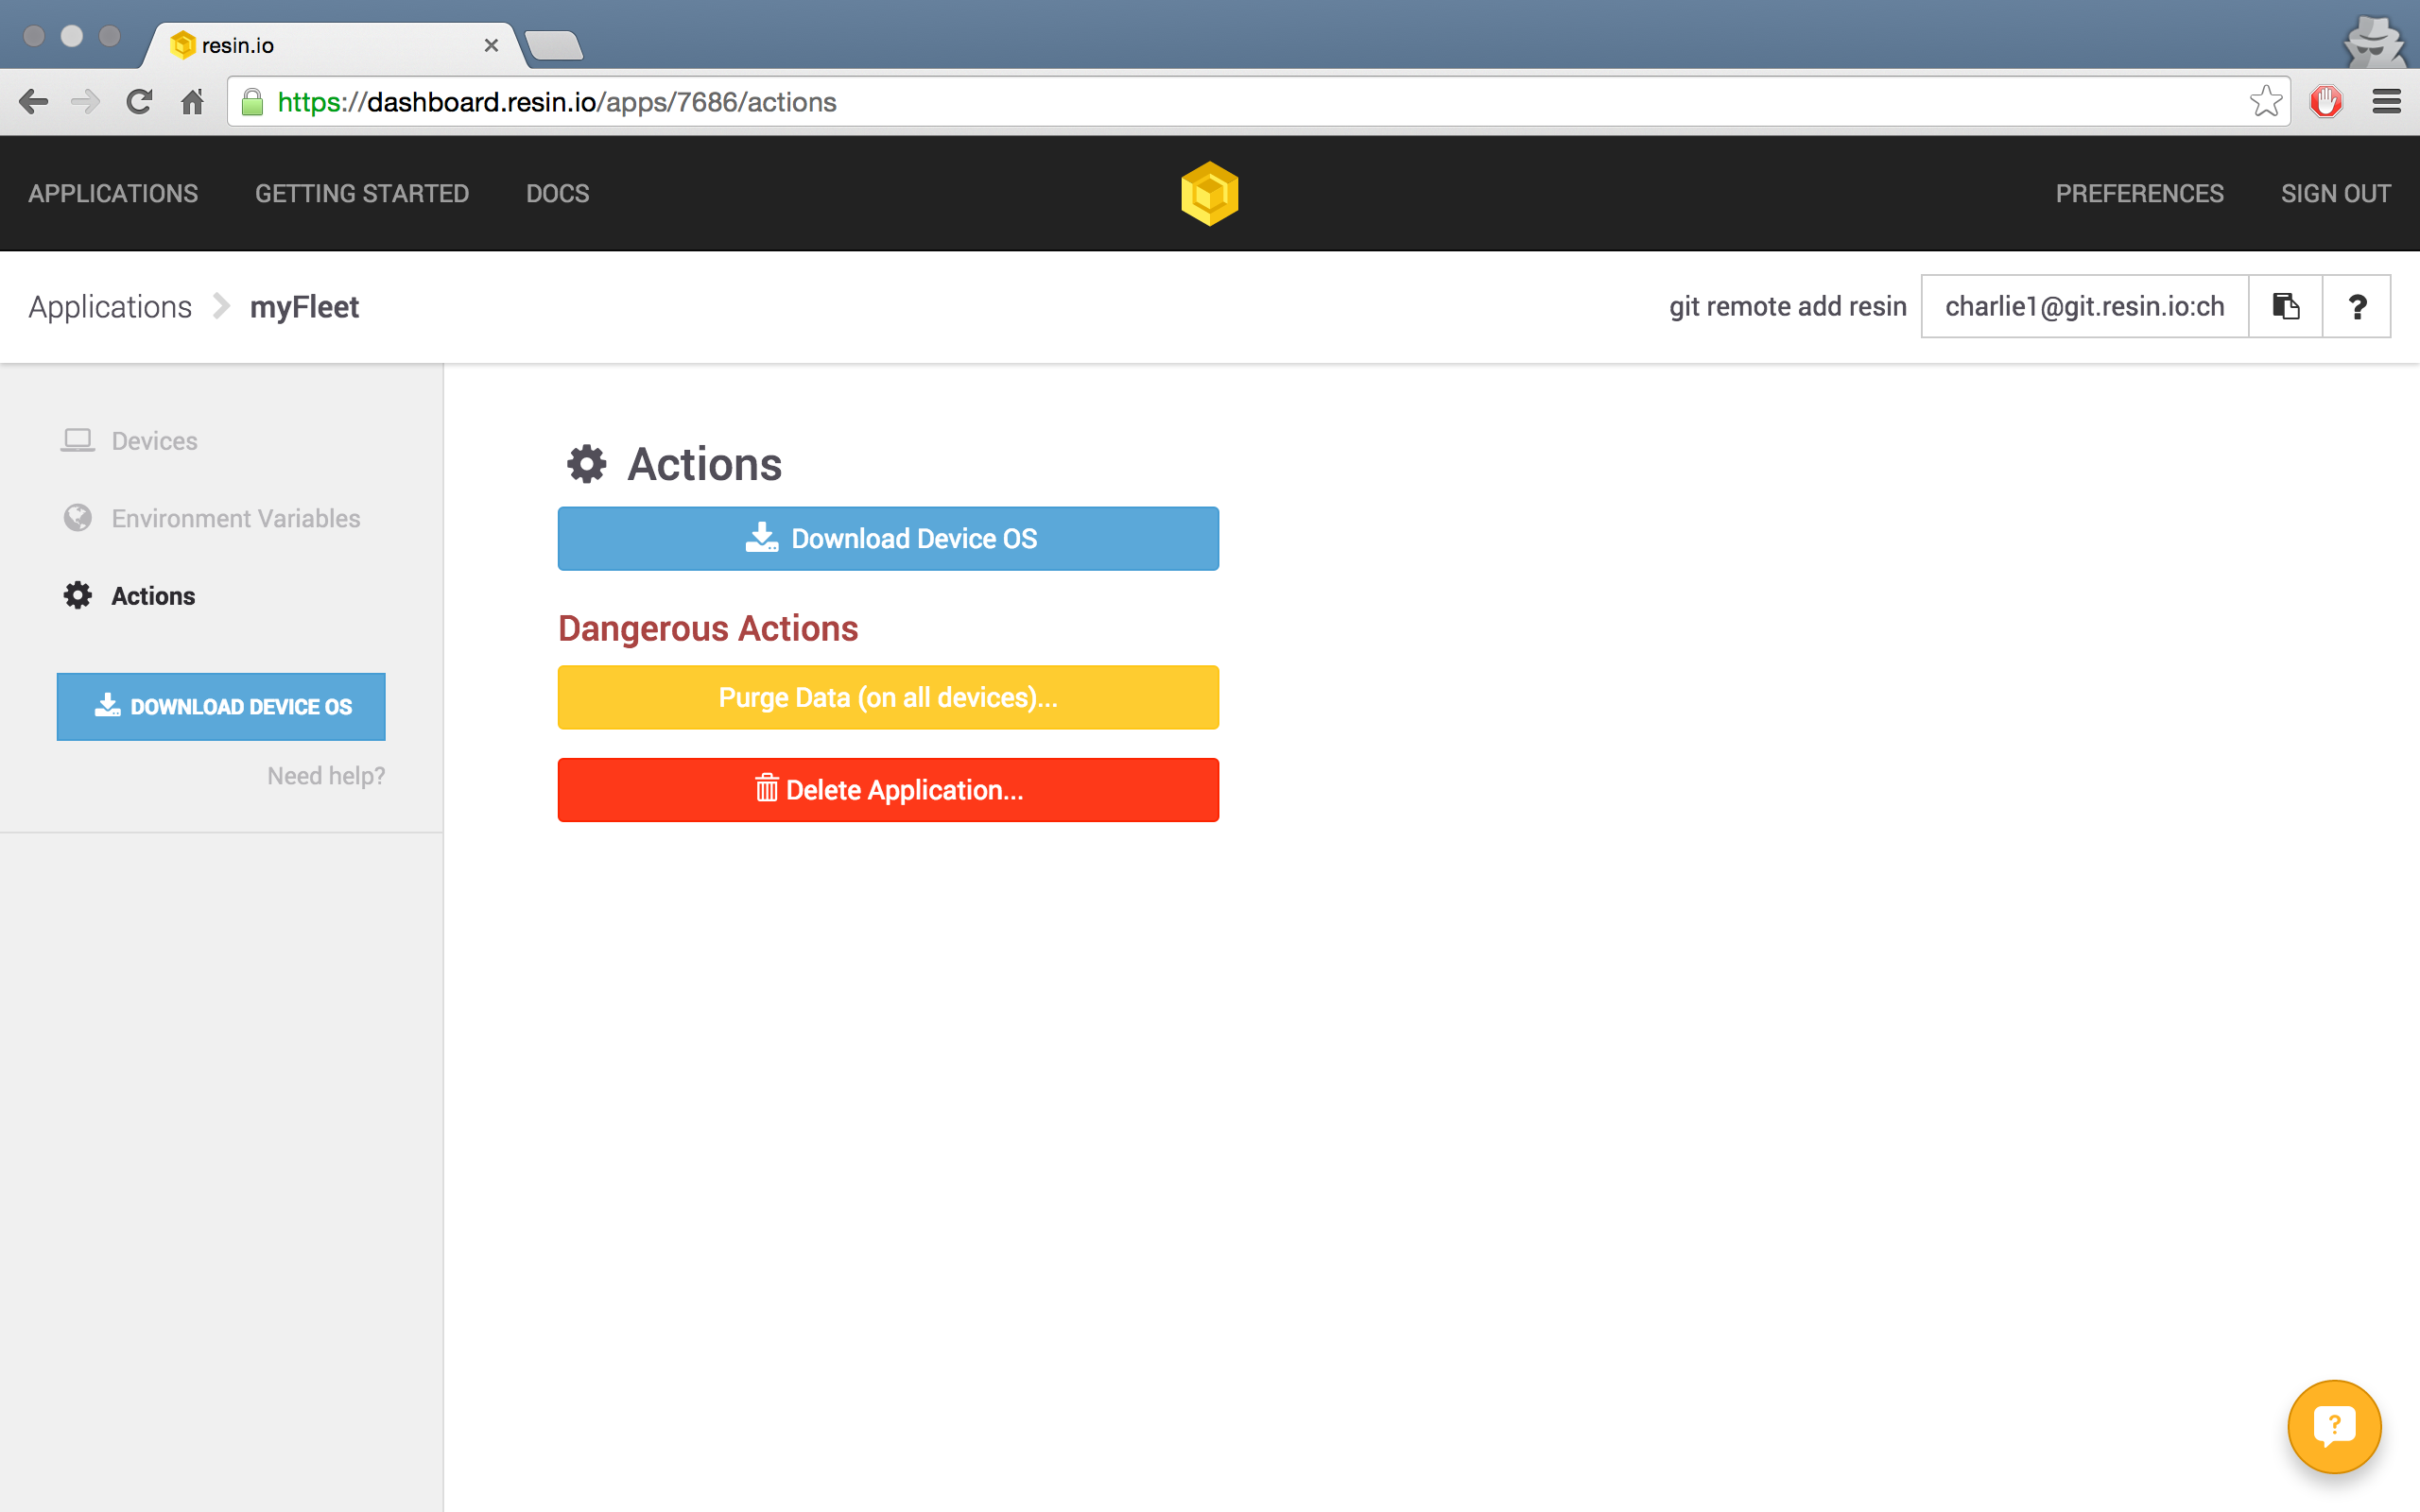 resin.io
https://dashboard.resin.io/apps/7686/actions
APPLICATIONS GETTING STARTED DOCS PREFERENCES SIGN OUT
Applications myFleet git remote add resin charlie1@git.resin.io:ch ?
Devices
Environment Variables
Actions
DOWNLOAD DEVICE OS
Need help?
Actions
Download Device OS
Dangerous Actions
Purge Data (on all devices)...
Delete Application...
?